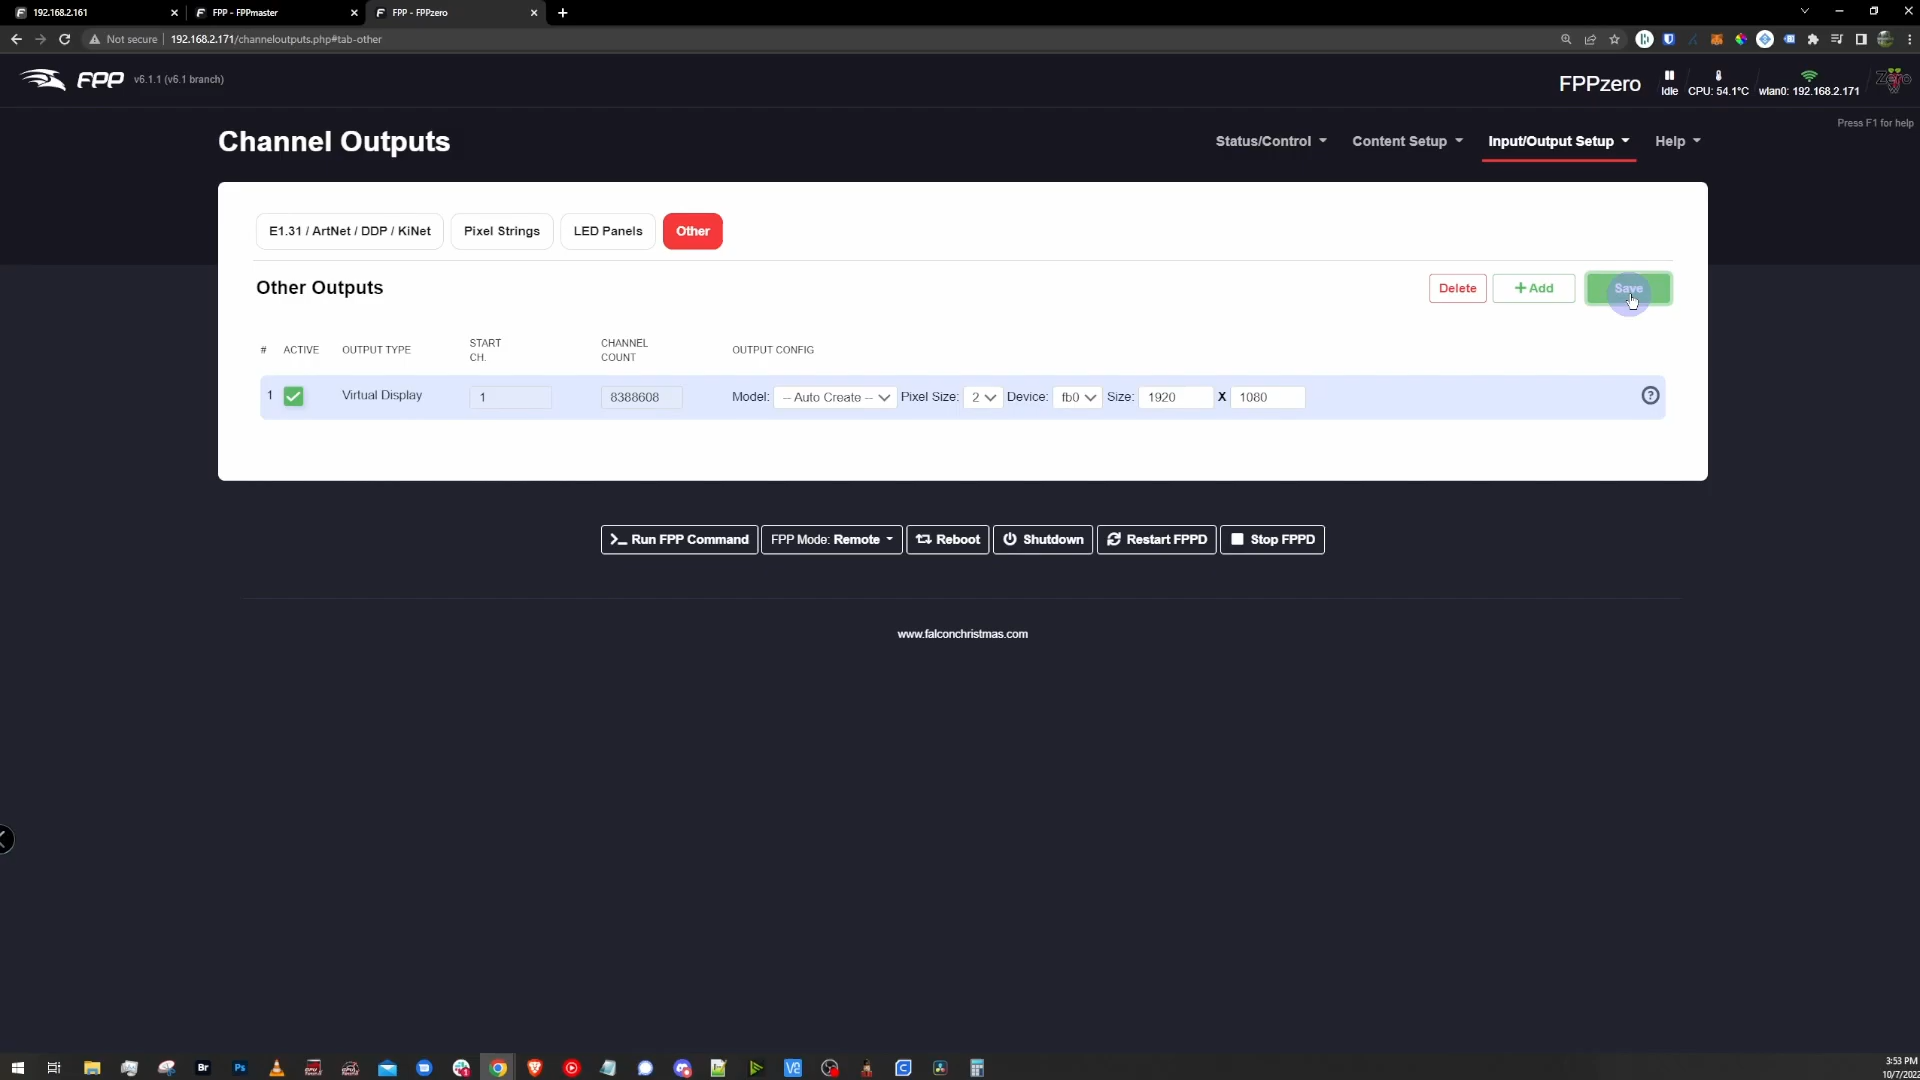 192.168.2.161
FPP - FPPmaster
FPP - FPPzero
Not secure
192.168.2.171/channeloutputs.php#tab-other
FPP
v6.1.1 (v6.1 branch)
FPPzero
Idle
CPU: 54.1°C
wlan0: 192.168.2.171
Zero
W
Press F1 for help
Channel Outputs
Status/Control
Content Setup
Input/Output Setup
Help
E1.31 / ArtNet / DDP / KiNet
Pixel Strings
LED Panels
Other
Other Outputs
Delete
+ Add
Save
# ACTIVE OUTPUT TYPE START CH. CHANNEL COUNT OUTPUT CONFIG
1 Virtual Display 1 8388608 Model: -- Auto Create -- Pixel Size: 2 Device: fb0 Size: 1920 X 1080 ?
>_ Run FPP Command
FPP Mode: Remote
Reboot
Shutdown
Restart FPPD
Stop FPPD
www.falconchristmas.com
Br
Ps
3:53 PM
10/7/2022